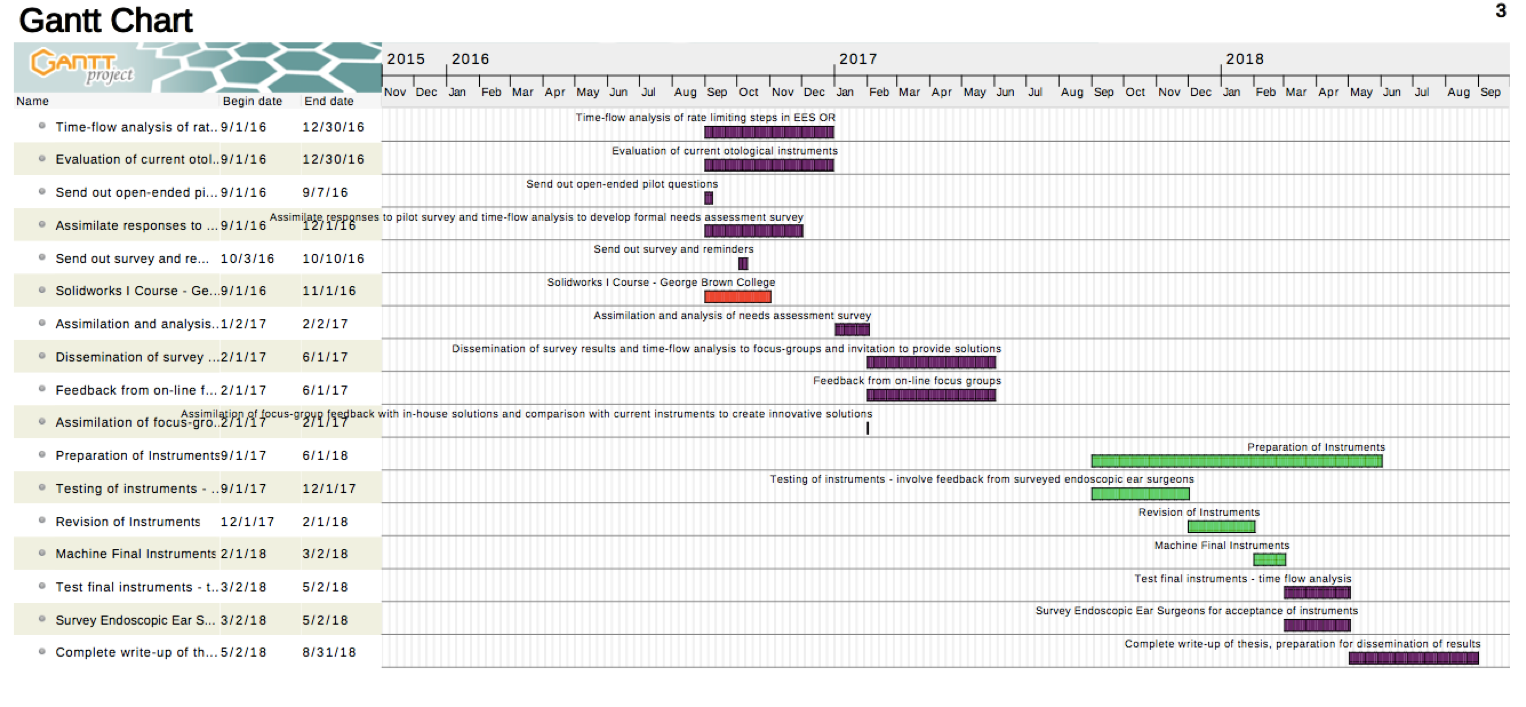 Gantt Chart
3
GANTT
project
2015 2016 2017 2018
Name Begin date End date
Nov Dec Jan Feb Mar Apr May Jun Jul Aug Sep Oct Nov Dec Jan Feb Mar Apr May Jun Jul Aug Sep Oct Nov Dec Jan Feb Mar Apr May Jun Jul Aug Sep
Time-flow analysis of rate limiting steps in EES OR
Time-flow analysis of rat.. 9/1/16 12/30/16
Evaluation of current otological instruments
Evaluation of current otol.. 9/1/16 12/30/16
Send out open-ended pilot questions
Send out open-ended pi... 9/1/16 9/7/16
Assimilate responses to pilot survey and time-flow analysis to develop formal needs assessment survey
Assimilate responses to ... 9/1/16 12/1/16
Send out survey and reminders
Send out survey and re... 10/3/16 10/10/16
Solidworks I Course - George Brown College
Solidworks I Course - Ge... 9/1/16 11/1/16
Assimilation and analysis of needs assessment survey
Assimilation and analysis.. 1/2/17 2/2/17
Dissemination of survey results and time-flow analysis to focus-groups and invitation to provide solutions
Dissemination of survey ... 2/1/17 6/1/17
Feedback from on-line focus groups
Feedback from on-line f... 2/1/17 6/1/17
Assimilation of focus-group feedback with in-house solutions and comparison with current instruments to create innovative solutions
Assimilation of focus-gro.. 2/1/17 2/1/17
Preparation of Instruments
Preparation of Instruments 9/1/17 6/1/18
Testing of instruments - involve feedback from surveyed endoscopic ear surgeons
Testing of instruments - .. 9/1/17 12/1/17
Revision of Instruments
Revision of Instruments 12/1/17 2/1/18
Machine Final Instruments
Machine Final Instruments 2/1/18 3/2/18
Test final instruments - time flow analysis
Test final instruments - t.. 3/2/18 5/2/18
Survey Endoscopic Ear Surgeons for acceptance of instruments
Survey Endoscopic Ear S... 3/2/18 5/2/18
Complete write-up of thesis, preparation for dissemination of results
Complete write-up of th... 5/2/18 8/31/18